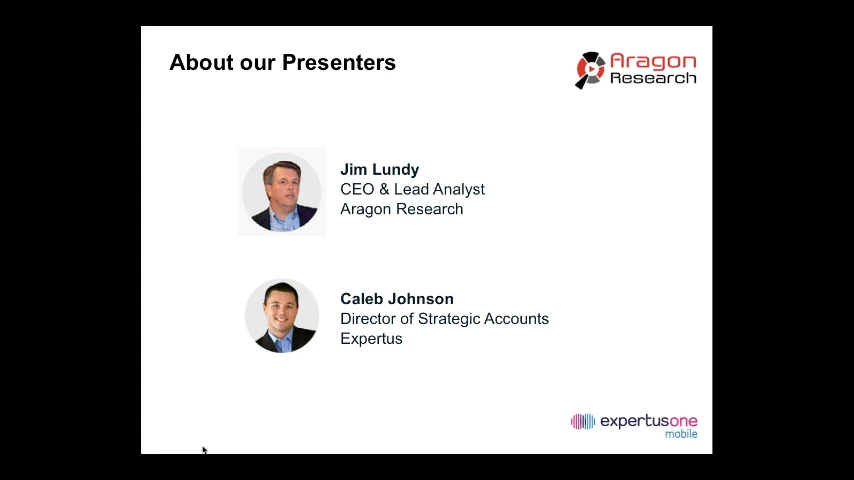 About our Presenters
Aragon
Research
Jim Lundy
CEO & Lead Analyst
Aragon Research
Caleb Johnson
Director of Strategic Accounts
Expertus
expertusone
mobile